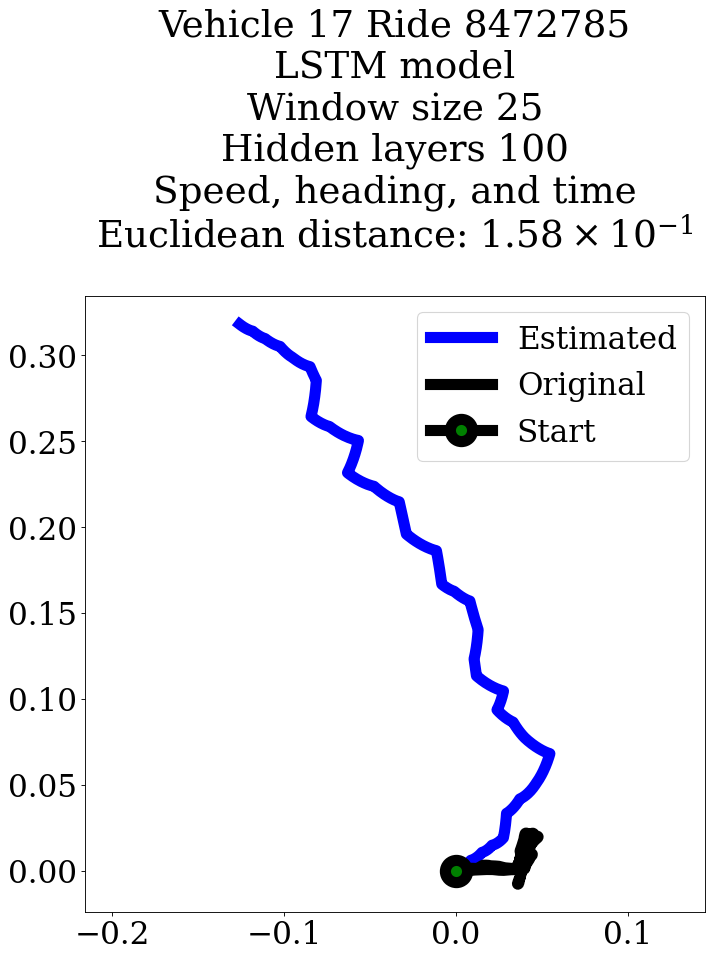 Vehicle 17 Ride 8472785
LSTM model
Window size 25
Hidden layers 100
Speed, heading, and time
Euclidean distance: 1.58 × 10⁻¹
Estimated
Original
Start
0.30
0.25
0.20
0.15
0.10
0.05
0.00
−0.2 −0.1 0.0 0.1